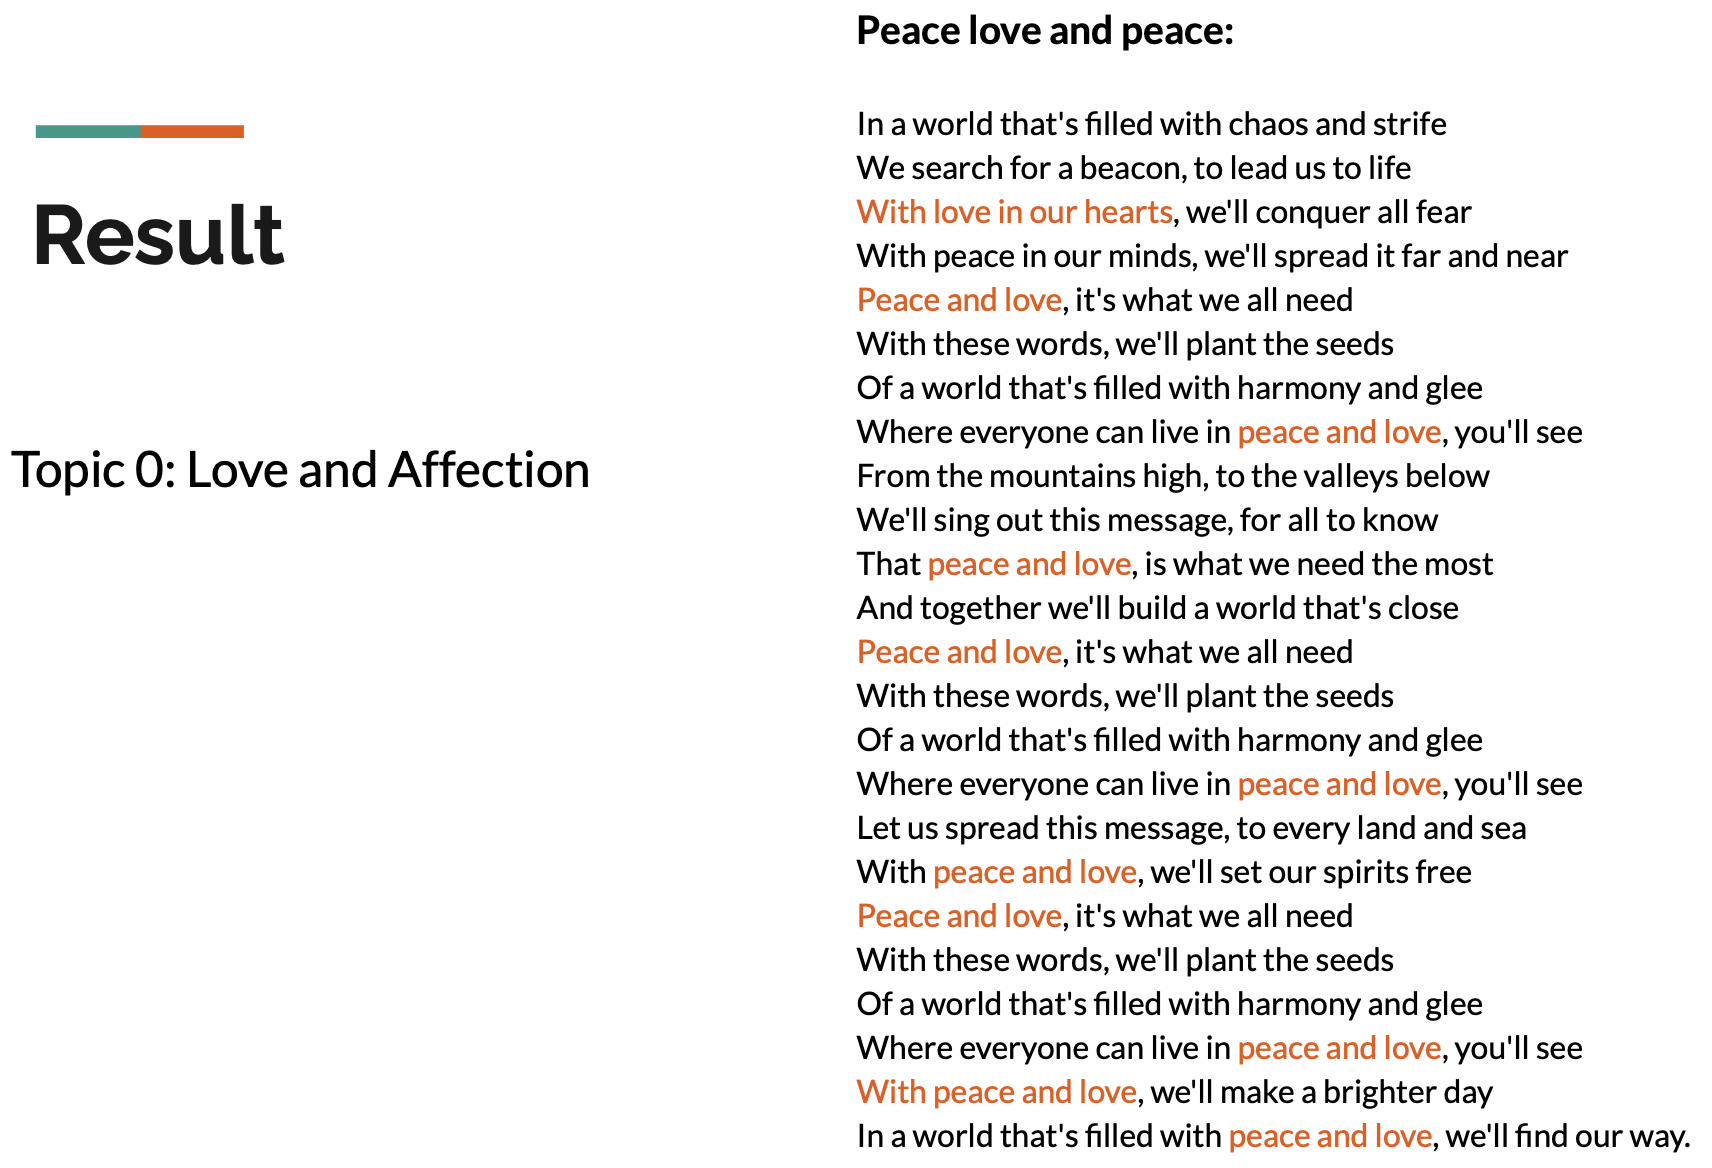 Result
Topic 0: Love and Affection
Peace love and peace:
In a world that's filled with chaos and strife
We search for a beacon, to lead us to life
With love in our hearts, we'll conquer all fear
With peace in our minds, we'll spread it far and near
Peace and love, it's what we all need
With these words, we'll plant the seeds
Of a world that's filled with harmony and glee
Where everyone can live in peace and love, you'll see
From the mountains high, to the valleys below
We'll sing out this message, for all to know
That peace and love, is what we need the most
And together we'll build a world that's close
Peace and love, it's what we all need
With these words, we'll plant the seeds
Of a world that's filled with harmony and glee
Where everyone can live in peace and love, you'll see
Let us spread this message, to every land and sea
With peace and love, we'll set our spirits free
Peace and love, it's what we all need
With these words, we'll plant the seeds
Of a world that's filled with harmony and glee
Where everyone can live in peace and love, you'll see
With peace and love, we'll make a brighter day
In a world that's filled with peace and love, we'll find our way.